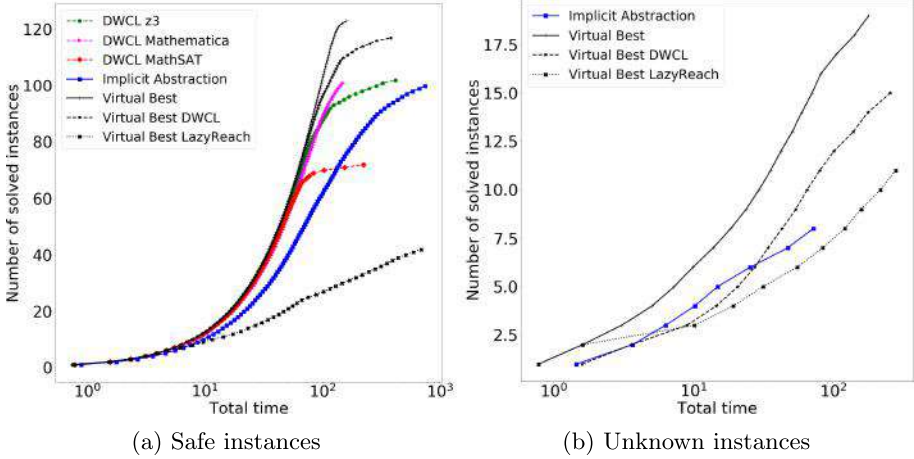 120
100
80
60
40
20
0
Number of solved instances
DWCL z3
DWCL Mathematica
DWCL MathSAT
Implicit Abstraction
Virtual Best
Virtual Best DWCL
Virtual Best LazyReach
10^0
10^1
10^2
10^3
Total time
(a) Safe instances
17.5
15.0
12.5
10.0
7.5
5.0
2.5
Number of solved instances
Implicit Abstraction
Virtual Best
Virtual Best DWCL
Virtual Best LazyReach
10^0
10^1
10^2
Total time
(b) Unknown instances